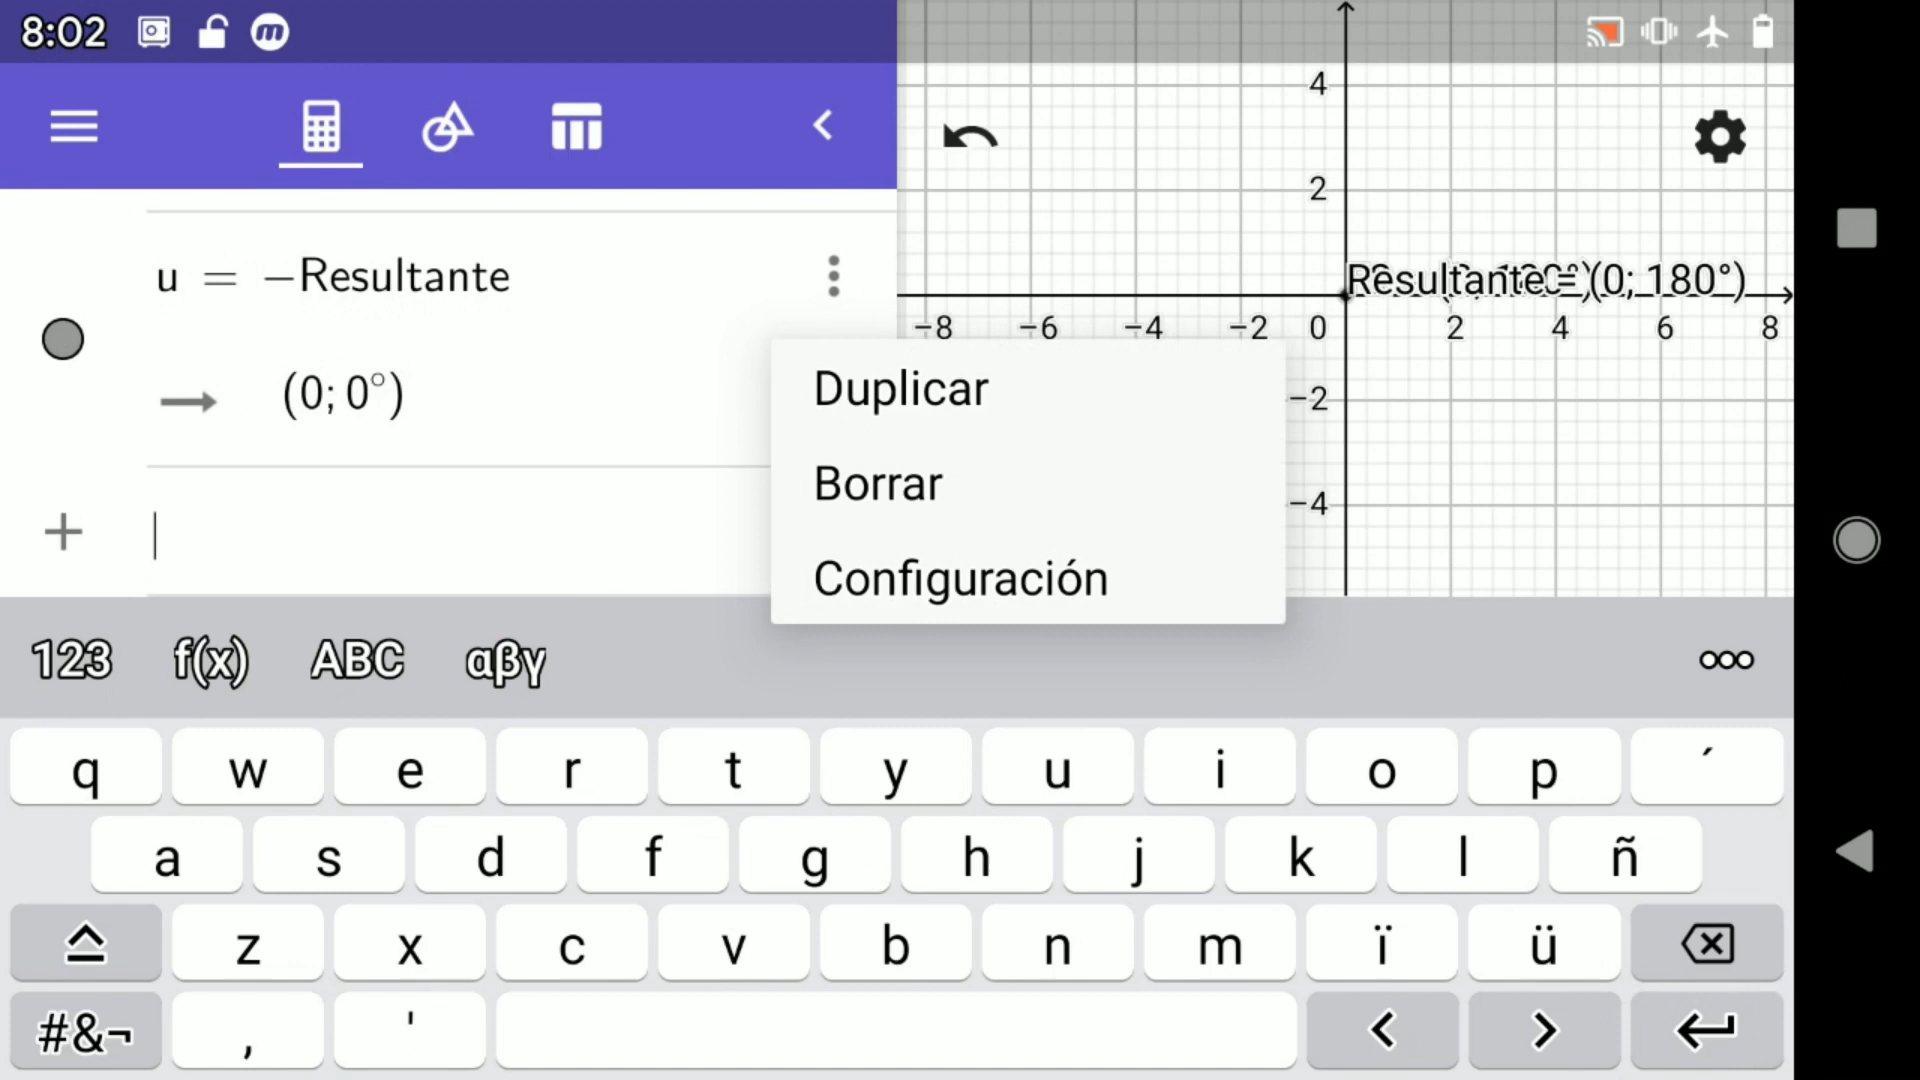 8:02
u = −Resultante
(0; 0°)
4
2
Resultante = (0; 180°)
−8 −6 −4 −2 0 2 4 6 8
−2
−4
Duplicar
Borrar
Configuración
123 f(x) ABC αβγ
q w e r t y u i o p ´
a s d f g h j k l ñ
z x c v b n m ï ü
#&¬ , ' < >